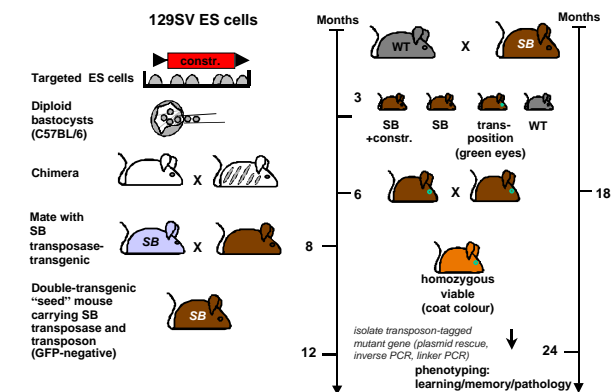 129SV ES cells
constr.
Targeted ES cells
Diploid
bastocysts
(C57BL/6)
Chimera
X
Mate with
SB
transposase-
transgenic
SB
X
Double-transgenic
“seed” mouse
carrying SB
transposase and
transposon
(GFP-negative)
SB
Months
3
6
8
12
WT
X
SB
SB
+constr.
SB
trans-
position
(green eyes)
WT
X
homozygous
viable
(coat colour)
isolate transposon-tagged
mutant gene (plasmid rescue,
inverse PCR, linker PCR)
phenotyping:
learning/memory/pathology
Months
18
24